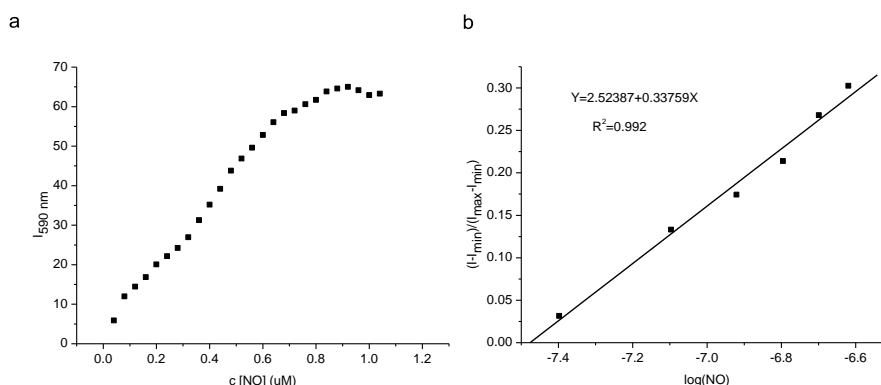 a
b
70
60
50
40
30
20
10
0
0.0 0.2 0.4 0.6 0.8 1.0 1.2
I590 nm
c [NO] (uM)
0.30
0.25
0.20
0.15
0.10
0.05
0.00
-7.4 -7.2 -7.0 -6.8 -6.6
(I-Imin)/(Imax-Imin)
log(NO)
Y=2.52387+0.33759X
R²=0.992